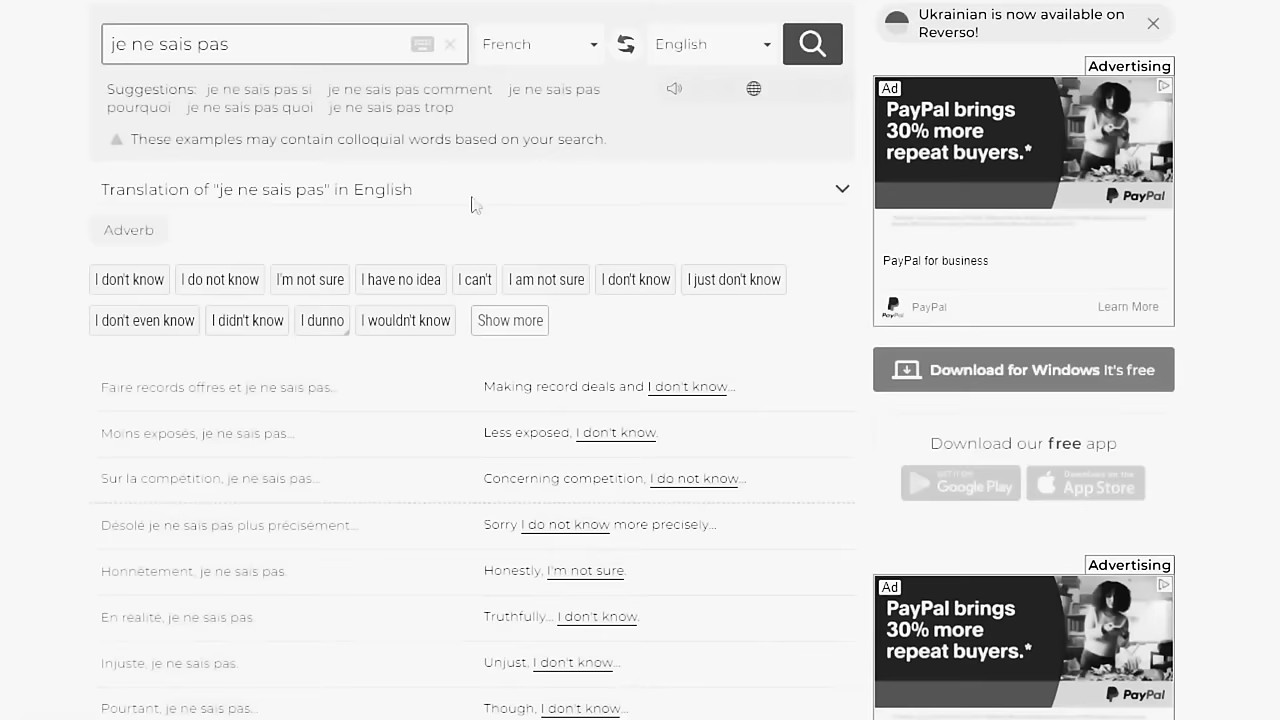 je ne sais pas
French
English
Suggestions: je ne sais pas si je ne sais pas comment je ne sais pas
pourquoi je ne sais pas quoi je ne sais pas trop
These examples may contain colloquial words based on your search.
Translation of "je ne sais pas" in English
Adverb
I don't know I do not know I'm not sure I have no idea I can't I am not sure I don't know I just don't know
I don't even know I didn't know I dunno I wouldn't know Show more
Faire records offres et je ne sais pas... Making record deals and I don't know...
Moins exposés, je ne sais pas... Less exposed, I don't know.
Sur la compétition, je ne sais pas... Concerning competition, I do not know...
Désolé je ne sais pas plus précisément... Sorry I do not know more precisely...
Honnêtement, je ne sais pas. Honestly, I'm not sure.
En réalité, je ne sais pas. Truthfully... I don't know.
Injuste, je ne sais pas. Unjust, I don't know...
Pourtant, je ne sais pas... Though, I don't know...
Ukrainian is now available on
Reverso!
Advertising
Ad
PayPal brings
30% more
repeat buyers.*
PayPal
PayPal for business
PayPal
PayPal Learn More
Download for Windows It's free
Download our free app
GET IT ON
Google Play
Download on the
App Store
Advertising
Ad
PayPal brings
30% more
repeat buyers.*
PayPal